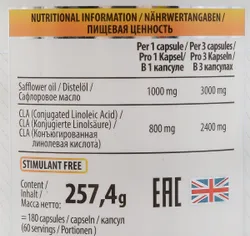 NUTRITIONAL INFORMATION / NÄHRWERTANGABEN/
ПИЩЕВАЯ ЦЕННОСТЬ
Per 1 capsule/ Per 3 capsules/
Pro 1 Kapsel/ Pro 3 Kapsel/
В 1 капсуле В 3 капсулах
Safflower oil / Distelöl /
Сафлоровое масло 1000 mg 3000 mg
CLA (Conjugated Linoleic Acid) /
CLA (Konjugierte Linolsäure) /
CLA (Конъюгированная 800 mg 2400 mg
линолевая кислота)
STIMULANT FREE
Content /
Inhalt /
Масса нетто: 257,4g
EAC
= 180 capsules / capseln / капсул
(60 servings / Portionen )